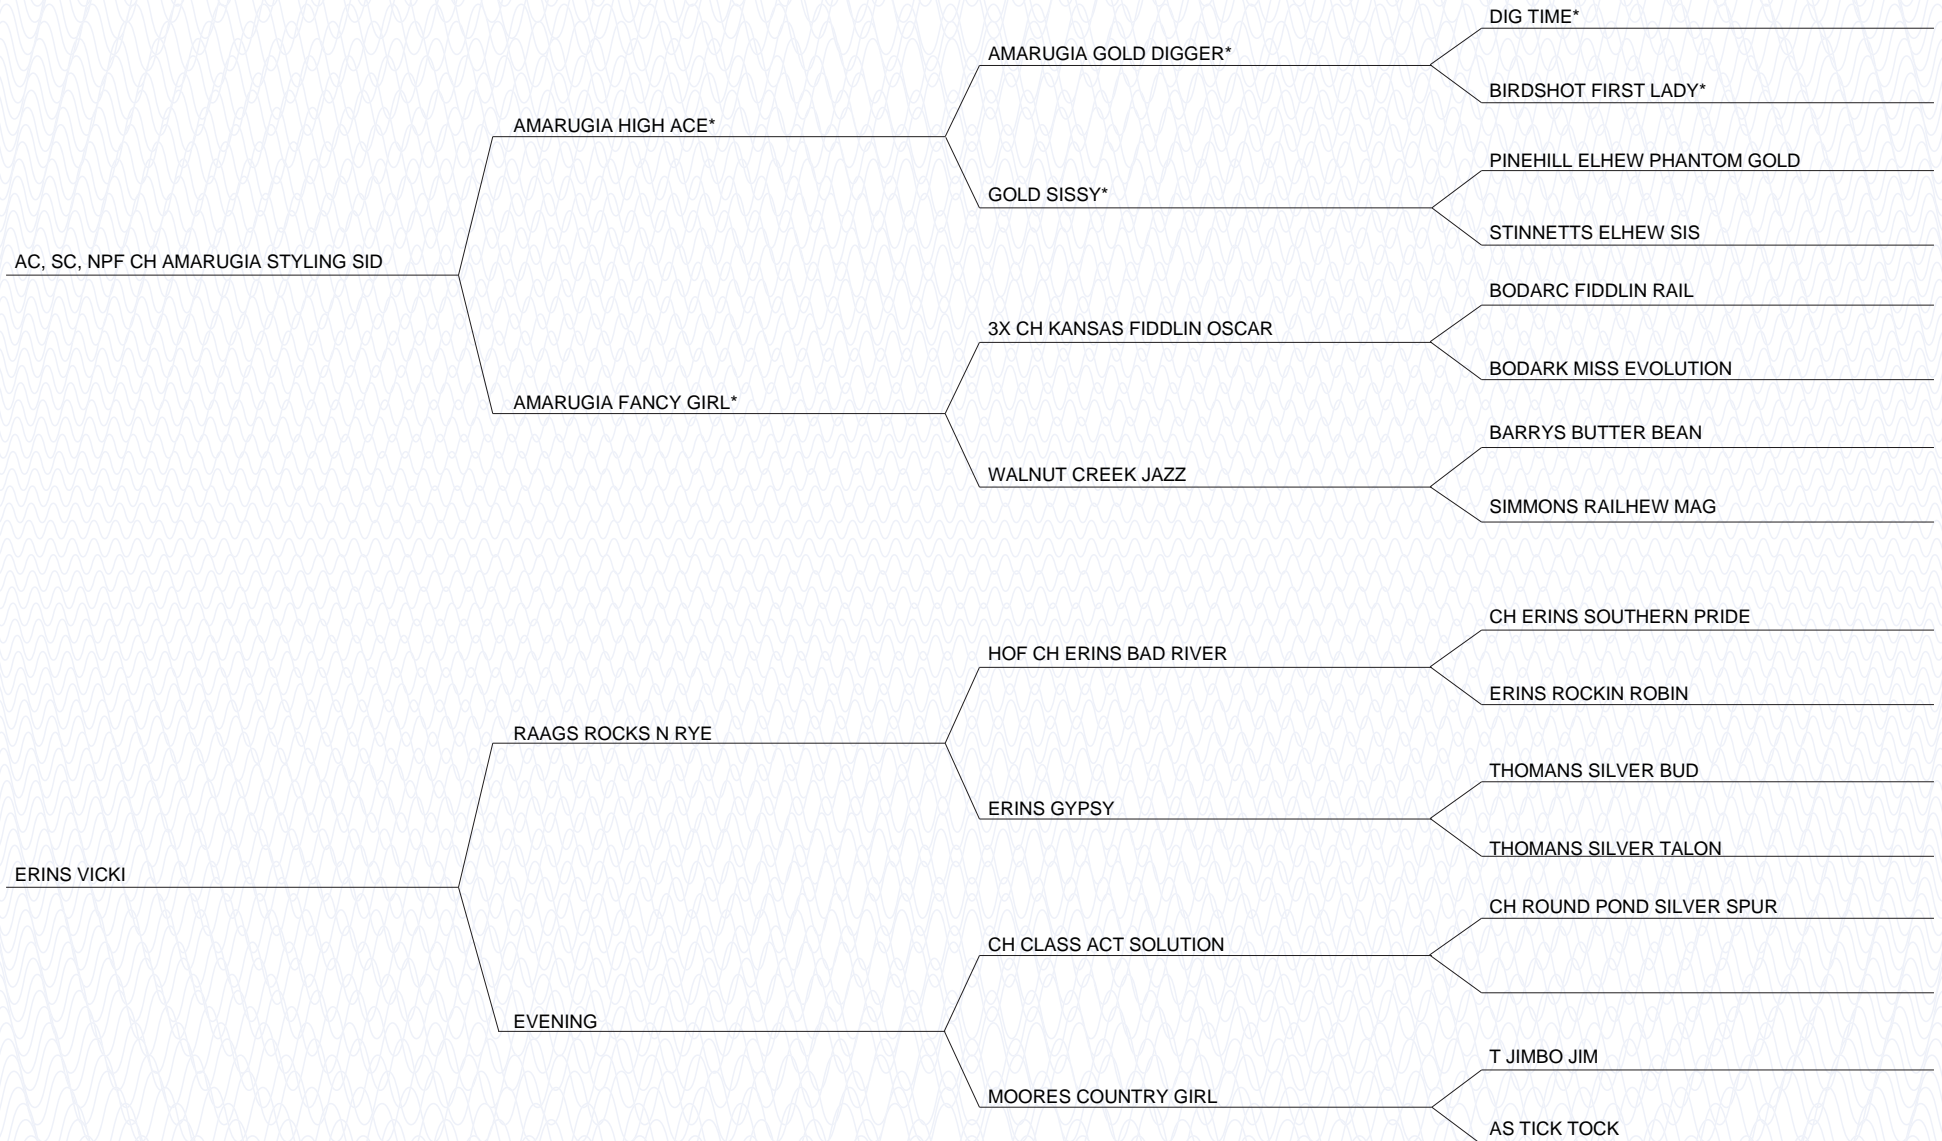 DIG TIME*
AMARUGIA GOLD DIGGER*
BIRDSHOT FIRST LADY*
AMARUGIA HIGH ACE*
PINEHILL ELHEW PHANTOM GOLD
GOLD SISSY*
STINNETTS ELHEW SIS
AC, SC, NPF CH AMARUGIA STYLING SID
BODARC FIDDLIN RAIL
3X CH KANSAS FIDDLIN OSCAR
BODARK MISS EVOLUTION
AMARUGIA FANCY GIRL*
BARRYS BUTTER BEAN
WALNUT CREEK JAZZ
SIMMONS RAILHEW MAG
CH ERINS SOUTHERN PRIDE
HOF CH ERINS BAD RIVER
ERINS ROCKIN ROBIN
RAAGS ROCKS N RYE
THOMANS SILVER BUD
ERINS GYPSY
THOMANS SILVER TALON
ERINS VICKI
CH ROUND POND SILVER SPUR
CH CLASS ACT SOLUTION
EVENING
T JIMBO JIM
MOORES COUNTRY GIRL
AS TICK TOCK